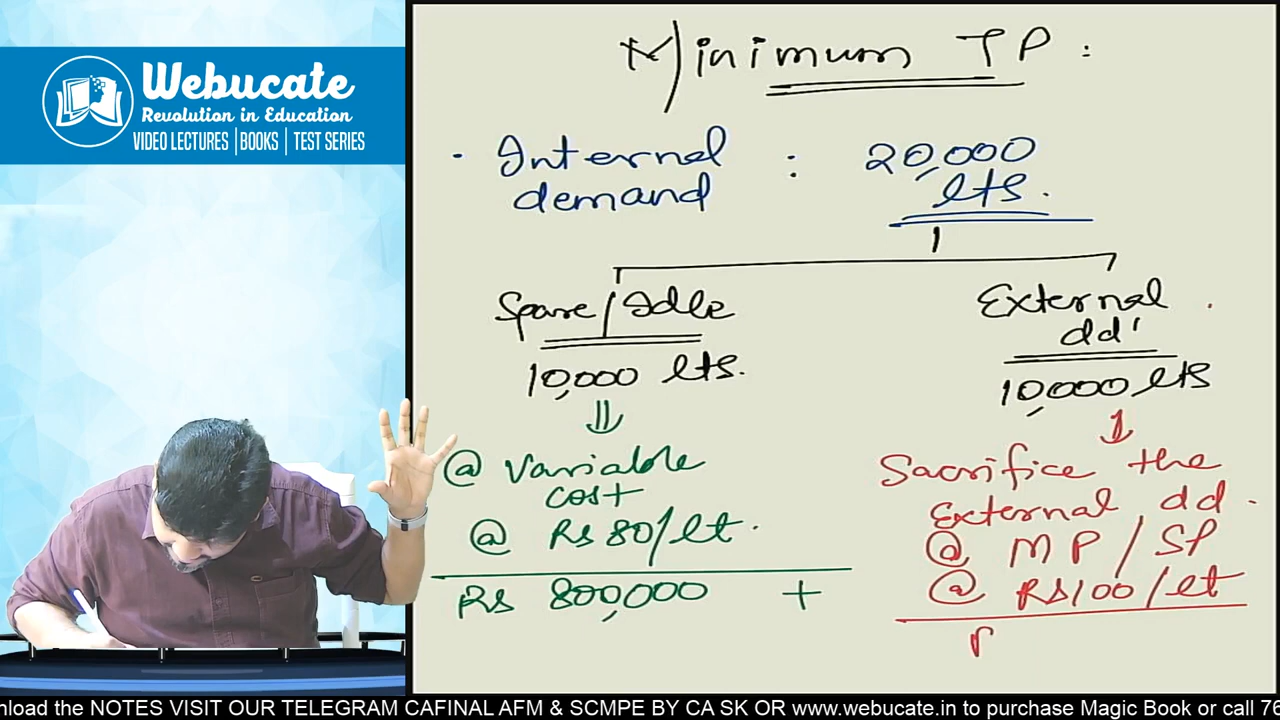 Webucate
Revolution in Education
VIDEO LECTURES | BOOKS | TEST SERIES
Minimum TP :
• Internal demand : 20,000 lts.
Spare/Idle
10,000 lts.
@ Variable cost
@ Rs 80/lt.
Rs 800,000 +
External dd'
10,000 lts
Sacrifice the
External dd.
@ MP/SP
@ RS100/lt
nload the NOTES VISIT OUR TELEGRAM CAFINAL AFM & SCMPE BY CA SK OR www.webucate.in to purchase Magic Book or call 76